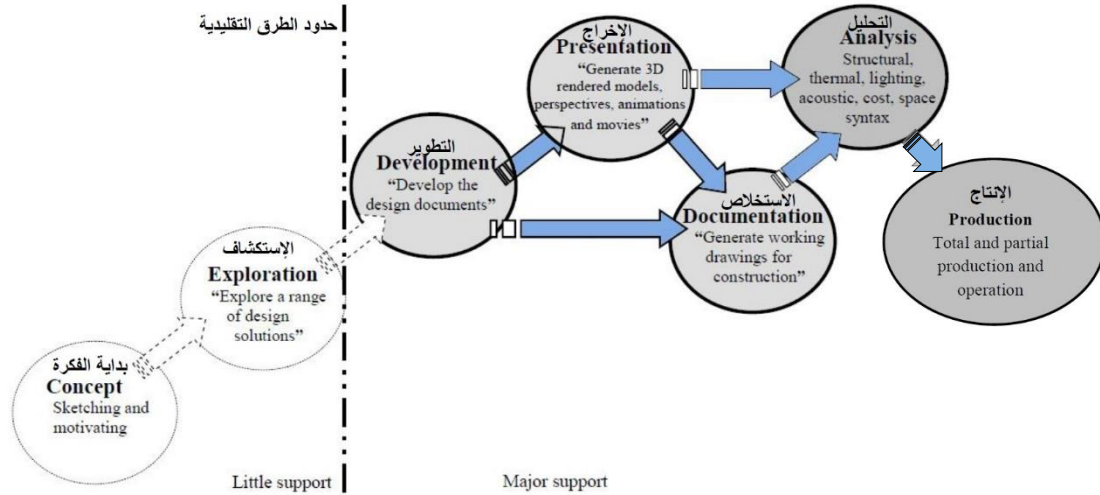 حدود الطرق التقليدية
بداية الفكرة
Concept
Sketching and
motivating
الإستكشاف
Exploration
“Explore a range
of design
solutions”
التطوير
Development
“Develop the
design documents”
الاخراج
Presentation
“Generate 3D
rendered models,
perspectives, animations
and movies”
الاستخلاص
Documentation
“Generate working
drawings for
construction”
التحليل
Analysis
Structural,
thermal, lighting,
acoustic, cost, space
syntax
الإنتاج
Production
Total and partial
production and
operation
Little support
Major support